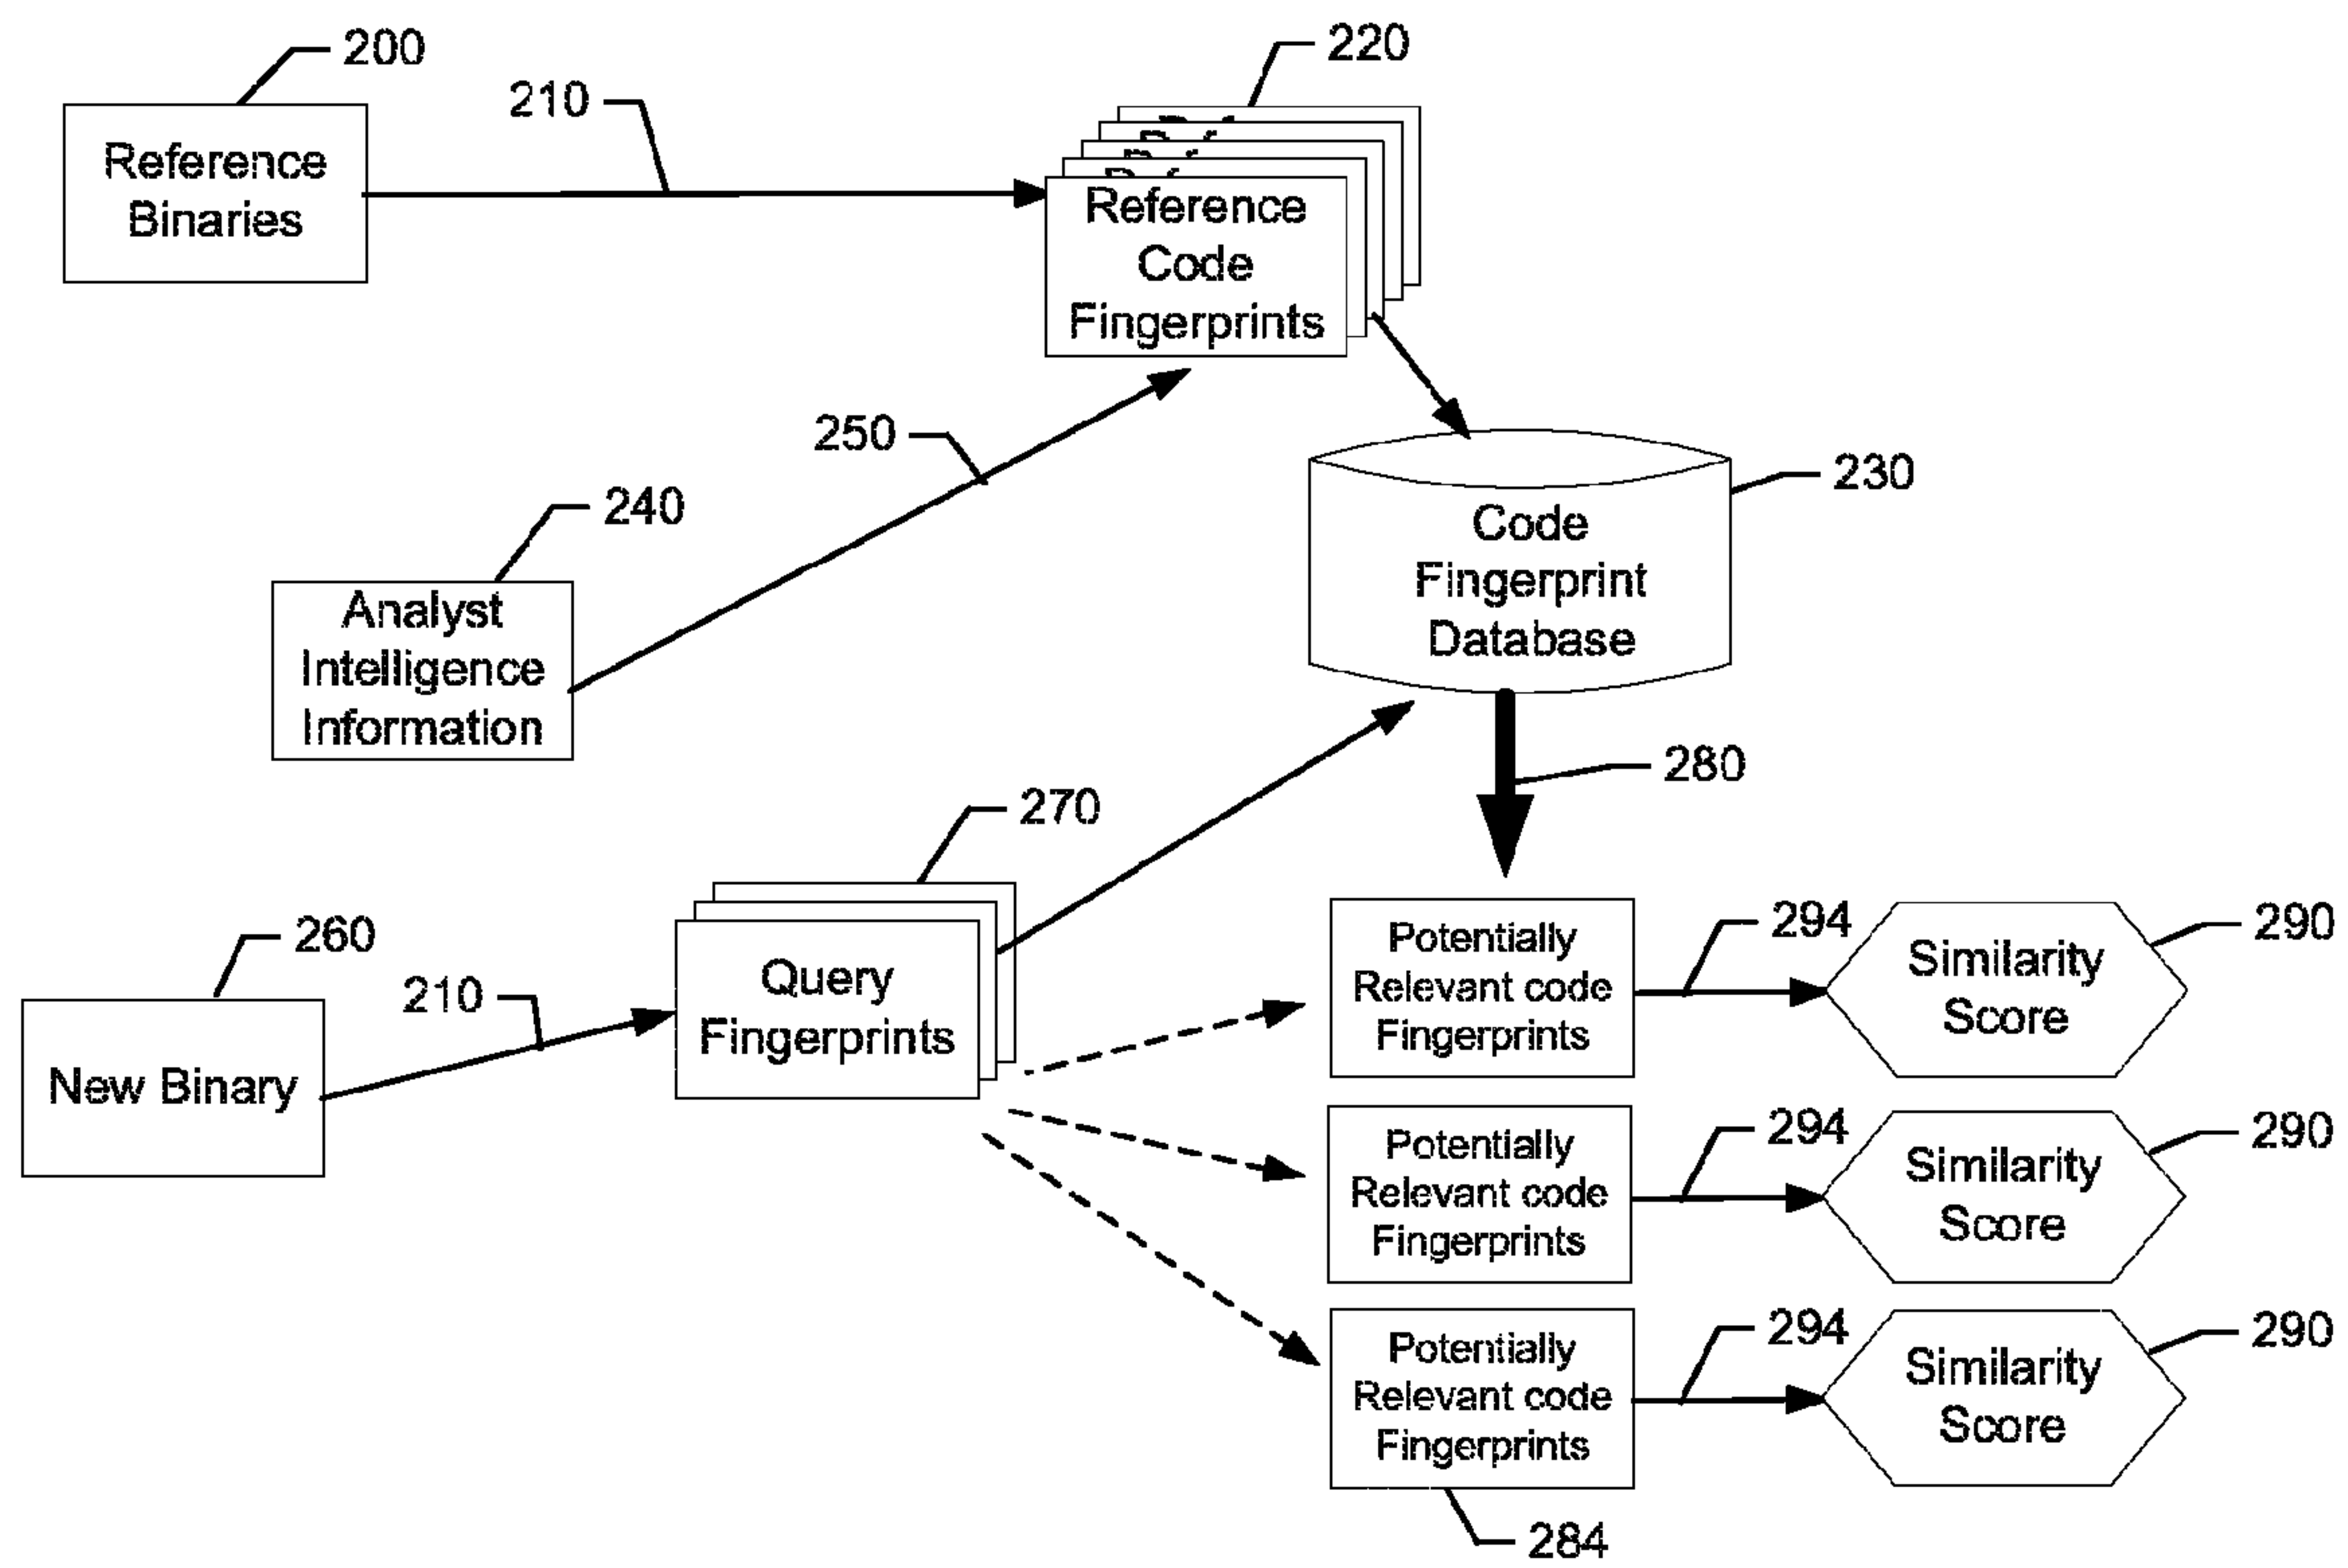 200
210
220
Reference
Binaries
Reference
Code
Fingerprints
250
230
240
Code
Fingerprint
Database
Analyst
Intelligence
Information
280
270
260
210
Query
Fingerprints
New Binary
Potentially
Relevant code
Fingerprints
294
290
Similarity
Score
Potentially
Relevant code
Fingerprints
294
290
Similarity
Score
Potentially
Relevant code
Fingerprints
294
290
Similarity
Score
284